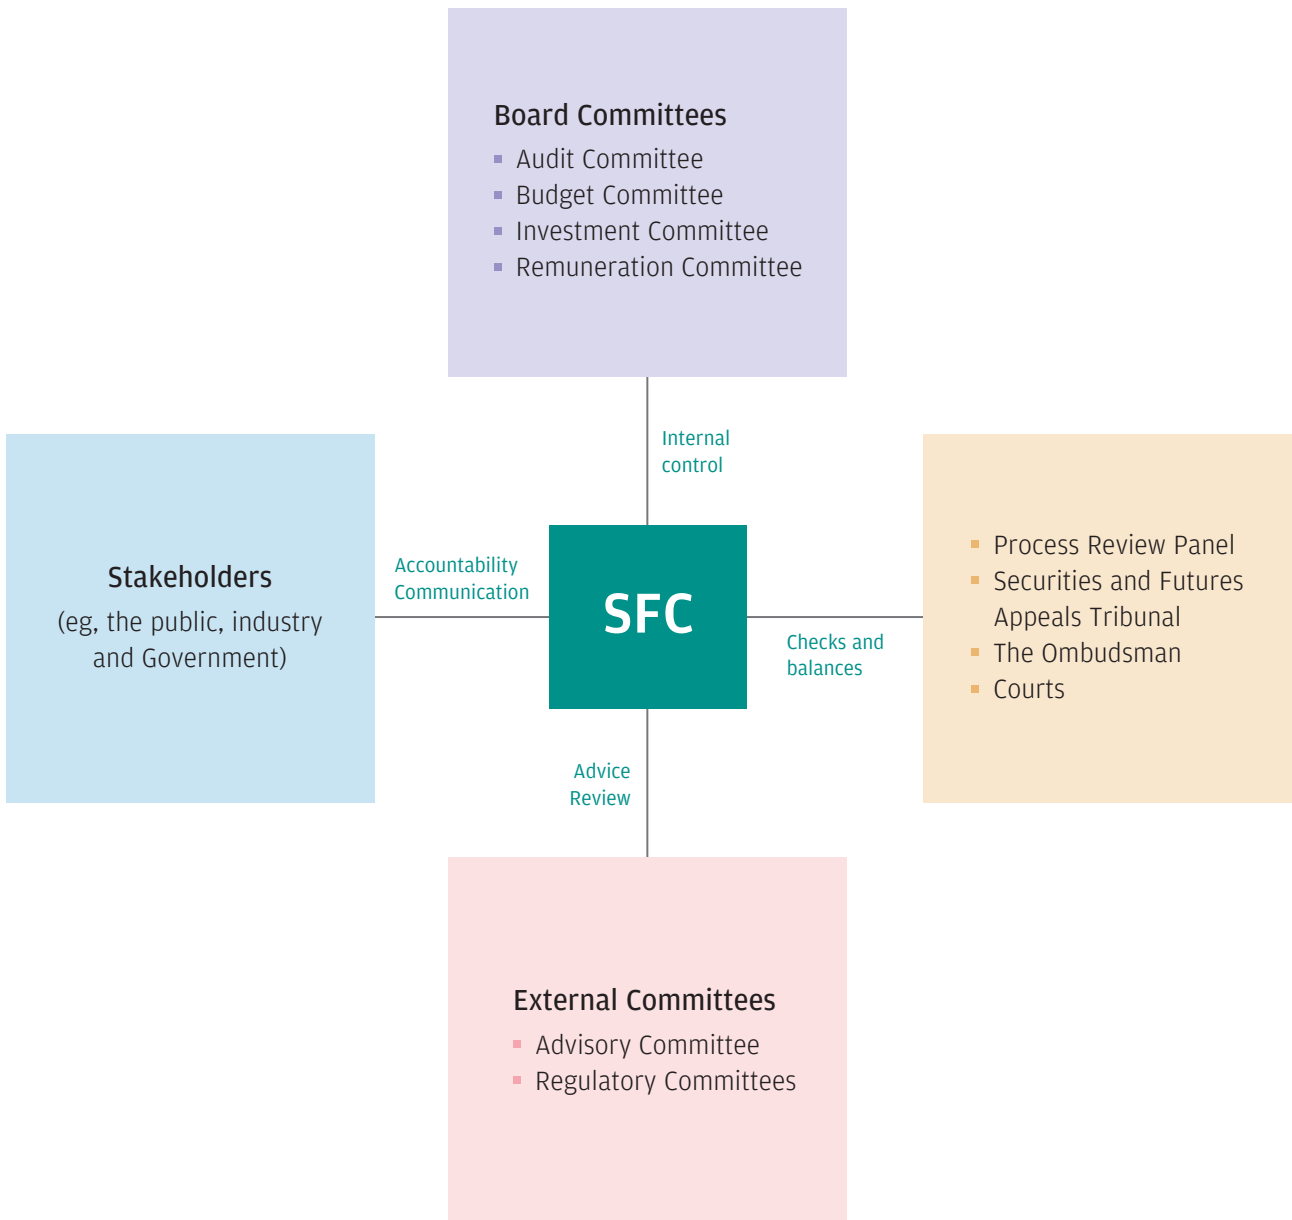 Board Committees
Audit Committee
Budget Committee
Investment Committee
Remuneration Committee
Internal
control
Stakeholders
(eg, the public, industry
and Government)
Accountability
Communication
SFC
Checks and
balances
Process Review Panel
Securities and Futures
Appeals Tribunal
The Ombudsman
Courts
Advice
Review
External Committees
Advisory Committee
Regulatory Committees